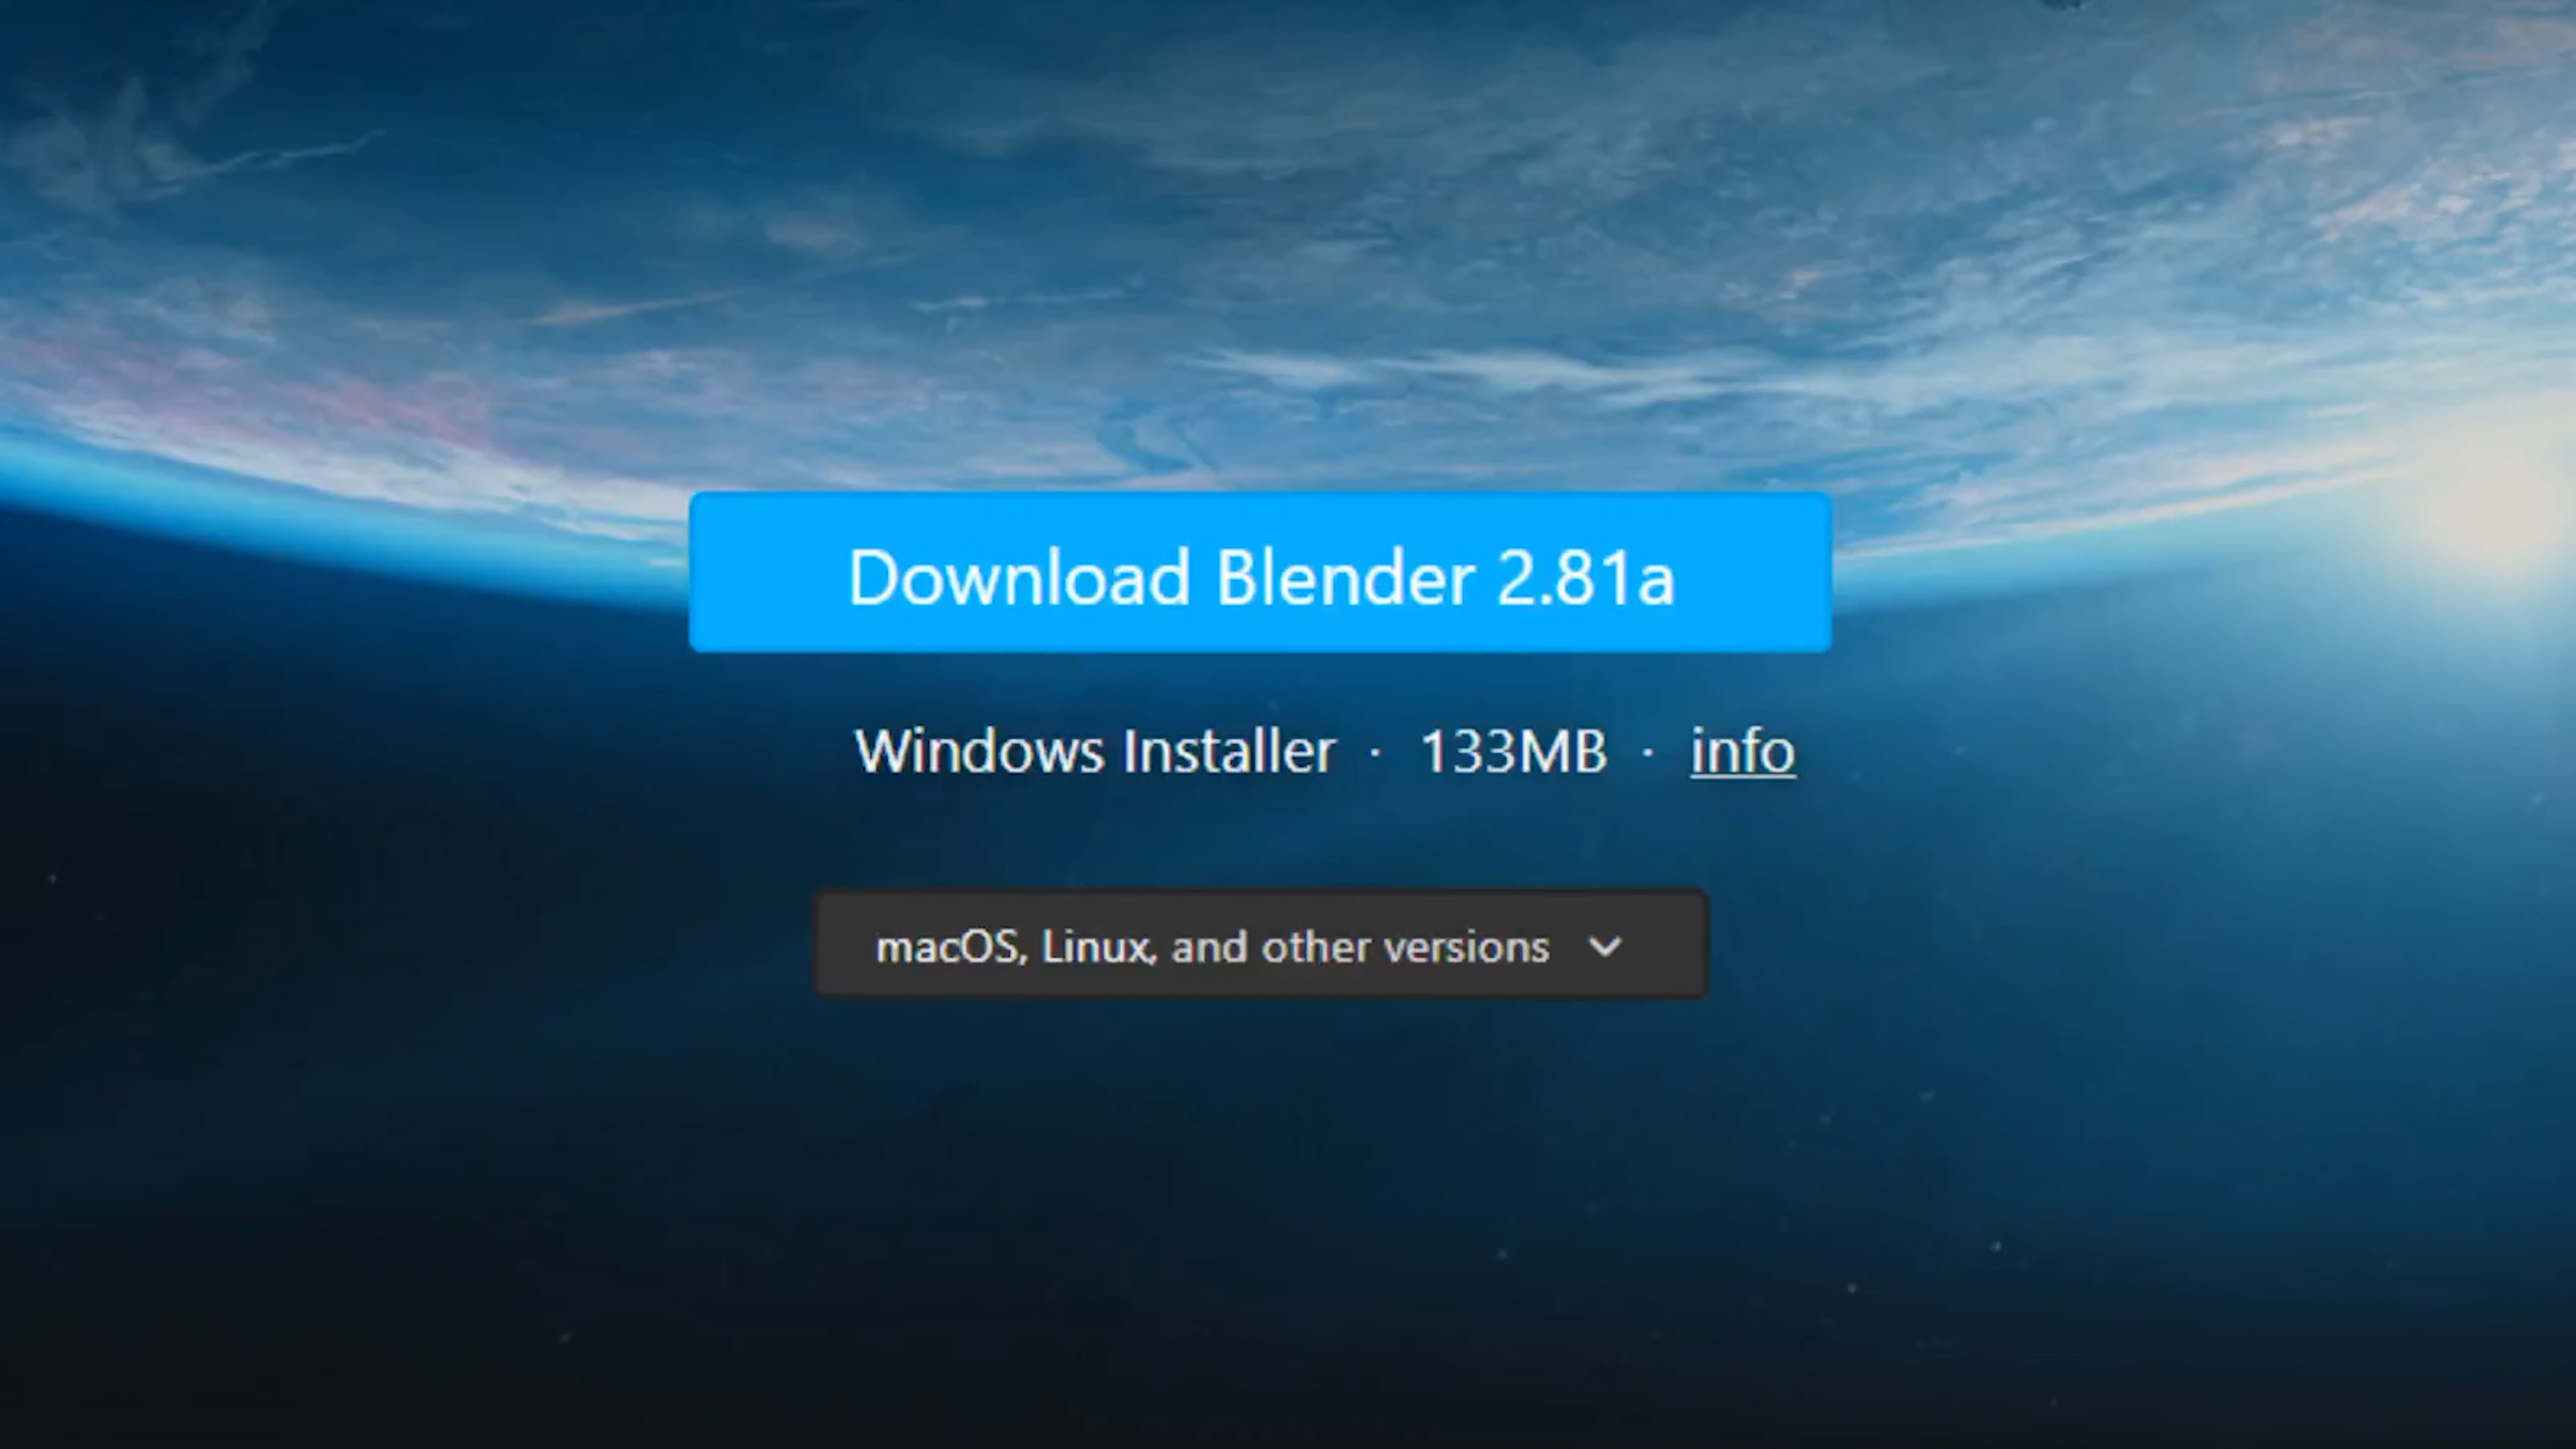 Download Blender 2.81a
Windows Installer · 133MB · info
macOS, Linux, and other versions